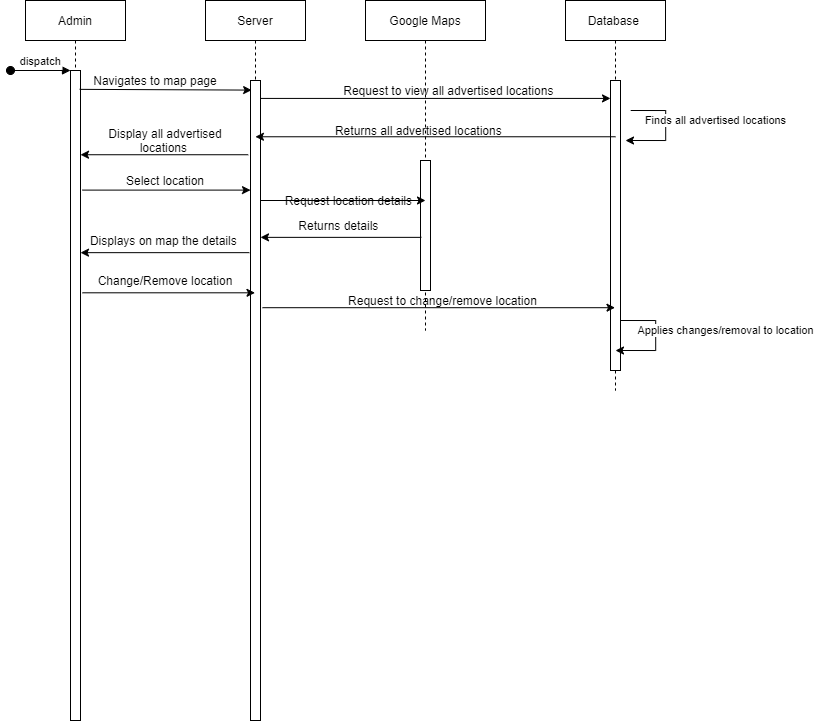 Admin
Server
Google Maps
Database
dispatch
Navigates to map page
Request to view all advertised locations
Finds all advertised locations
Returns all advertised locations
Display all advertised
locations
Select location
Request location details
Returns details
Displays on map the details
Change/Remove location
Request to change/remove location
Applies changes/removal to location